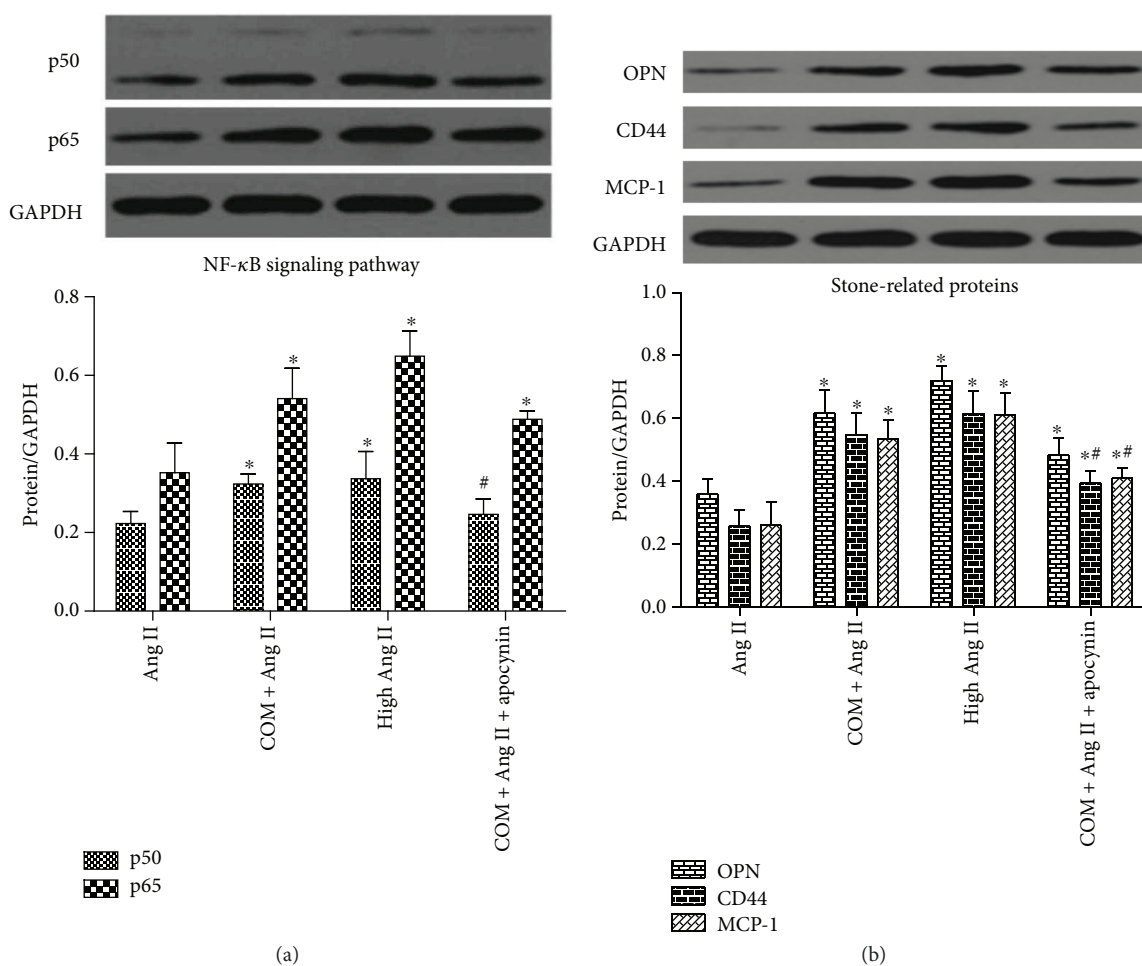 p50
p65
GAPDH
NF-κB signaling pathway
0.8
0.6
0.4
0.2
0.0
Protein/GAPDH
*
*
*
*
#
*
Ang II
COM + Ang II
High Ang II
COM + Ang II + apocynin
p50
p65
(a)
OPN
CD44
MCP-1
GAPDH
Stone-related proteins
1.0
0.8
0.6
0.4
0.2
0.0
Protein/GAPDH
*
*
*
*
*
*
*
*#
*#
Ang II
COM + Ang II
High Ang II
COM + Ang II + apocynin
OPN
CD44
MCP-1
(b)